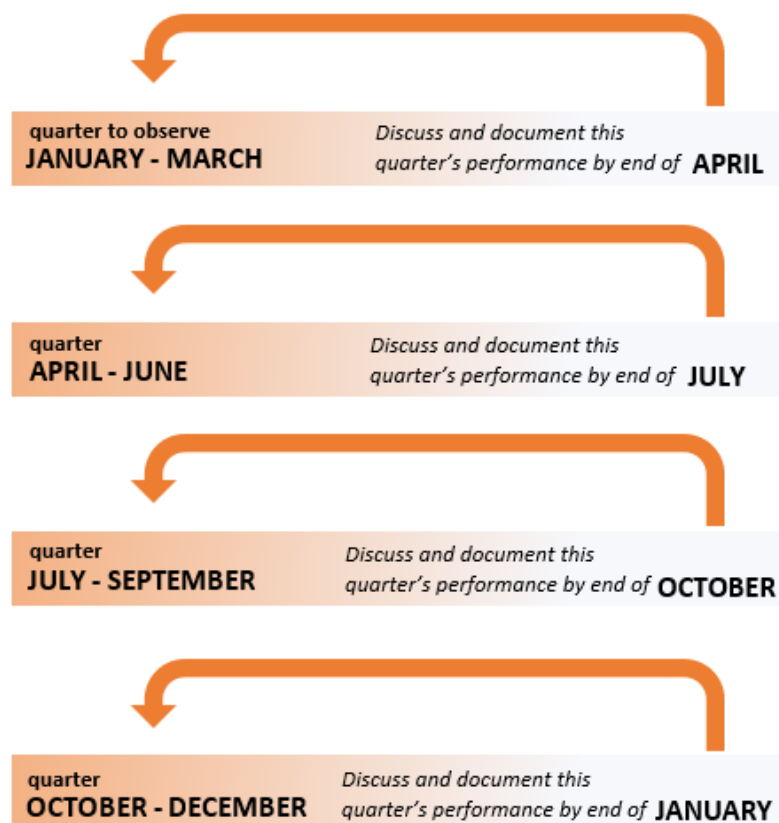 quarter to observe
JANUARY - MARCH
Discuss and document this
quarter's performance by end of APRIL
quarter
APRIL - JUNE
Discuss and document this
quarter's performance by end of JULY
quarter
JULY - SEPTEMBER
Discuss and document this
quarter's performance by end of OCTOBER
quarter
OCTOBER - DECEMBER
Discuss and document this
quarter's performance by end of JANUARY